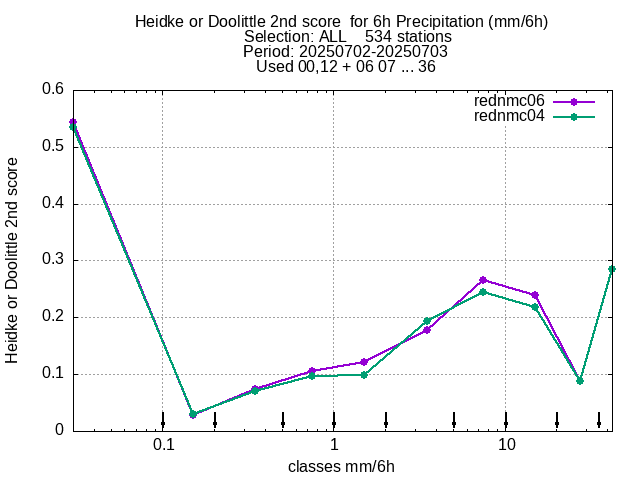 Heidke or Doolittle 2nd score  for 6h Precipitation (mm/6h)
Selection: ALL    534 stations
Period: 20250702-20250703
Used 00,12 + 06 07 ... 36
rednmc06
rednmc04
0.6
0.5
0.4
0.3
0.2
0.1
0
Heidke or Doolittle 2nd score
0.1
1
10
classes mm/6h